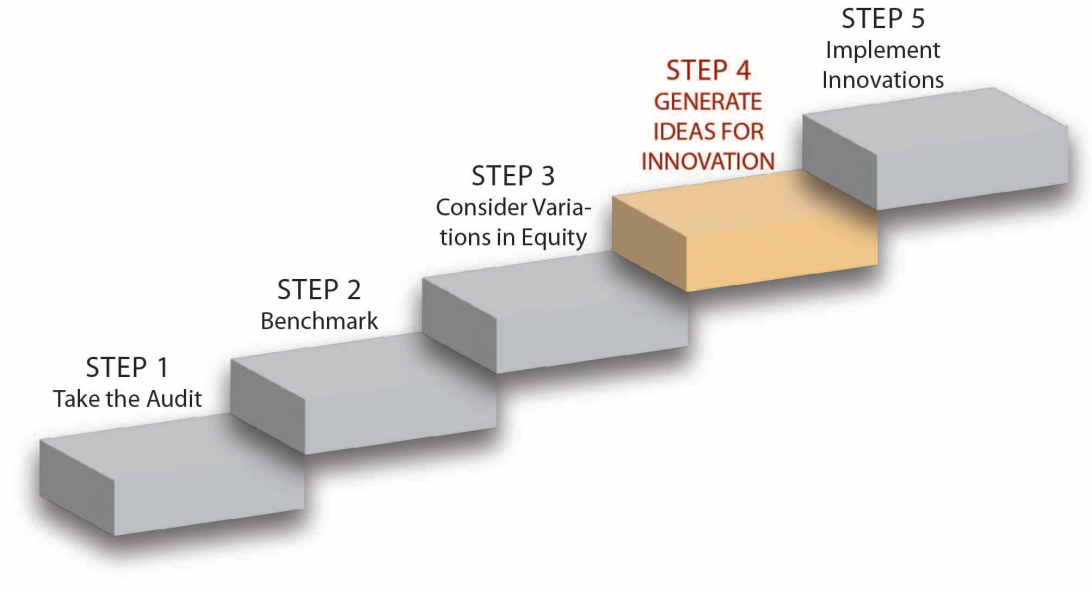 STEP 1
Take the Audit
STEP 2
Benchmark
STEP 3
Consider Varia-
tions in Equity
STEP 4
GENERATE
IDEAS FOR
INNOVATION
STEP 5
Implement
Innovations